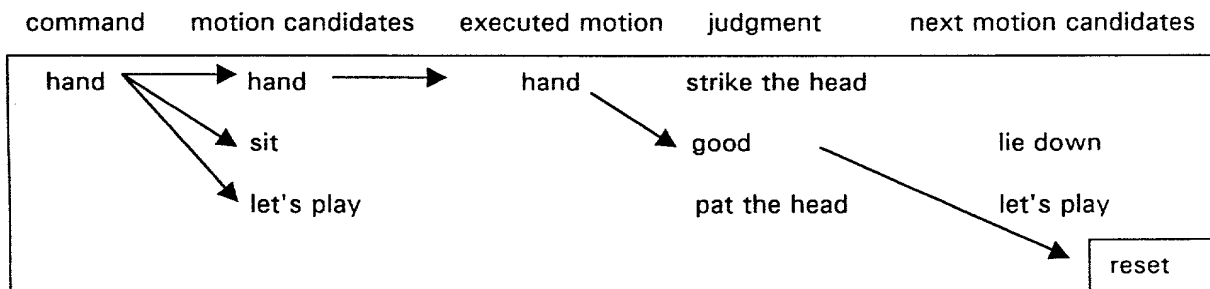 command motion candidates executed motion judgment next motion candidates
hand hand hand strike the head
sit good lie down
let's play pat the head let's play
reset